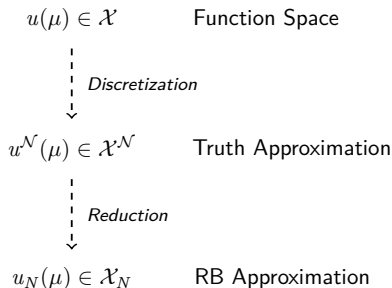 u(μ) ∈ 𝒳 Function Space
Discretization
u^𝒩(μ) ∈ 𝒳^𝒩 Truth Approximation
Reduction
u_N(μ) ∈ 𝒳_N RB Approximation